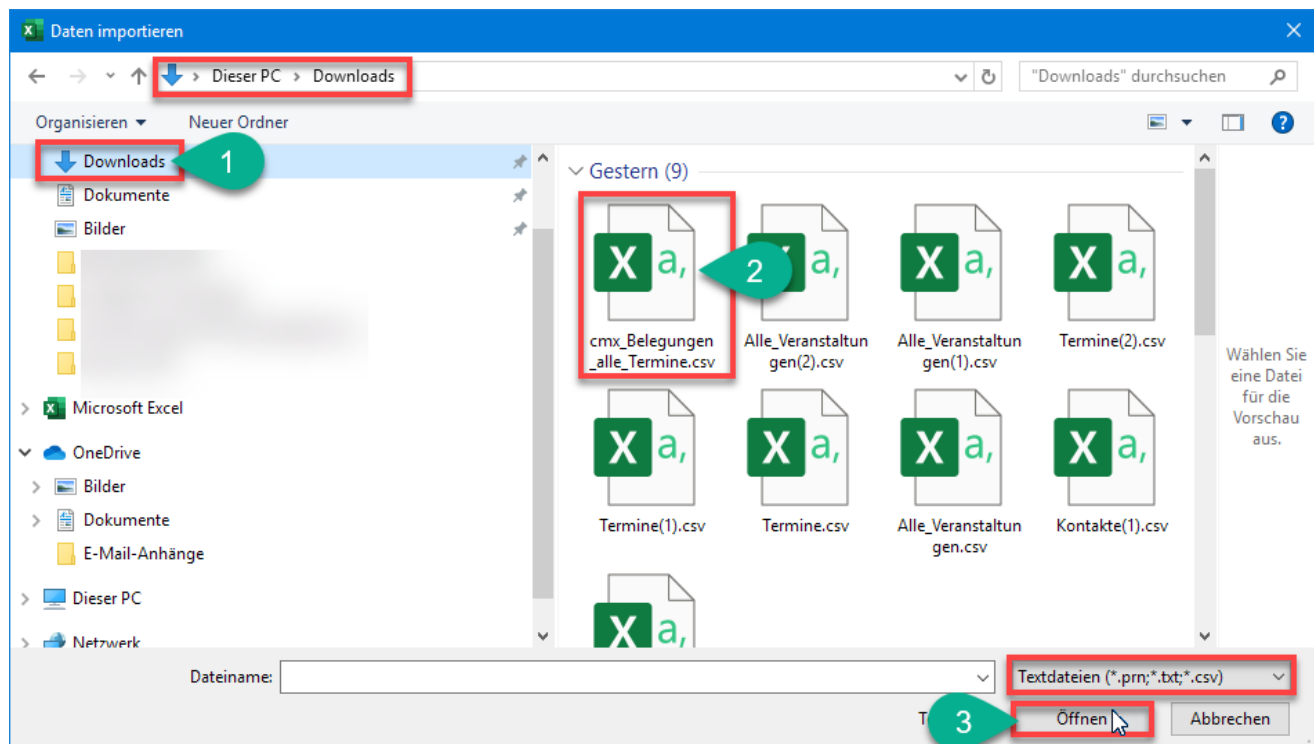 Daten importieren
Dieser PC > Downloads
"Downloads" durchsuchen
Organisieren
Neuer Ordner
Downloads
1
Dokumente
Bilder
Microsoft Excel
OneDrive
Bilder
Dokumente
E-Mail-Anhänge
Dieser PC
Netzwerk
Gestern (9)
2
cmx_Belegungen
_alle_Termine.csv
Alle_Veranstaltun
gen(2).csv
Alle_Veranstaltun
gen(1).csv
Termine(2).csv
Termine(1).csv
Termine.csv
Alle_Veranstaltun
gen.csv
Kontakte(1).csv
Wählen Sie
eine Datei
für die
Vorschau
aus.
Dateiname:
Textdateien (*.prn;*.txt;*.csv)
3
Öffnen
Abbrechen